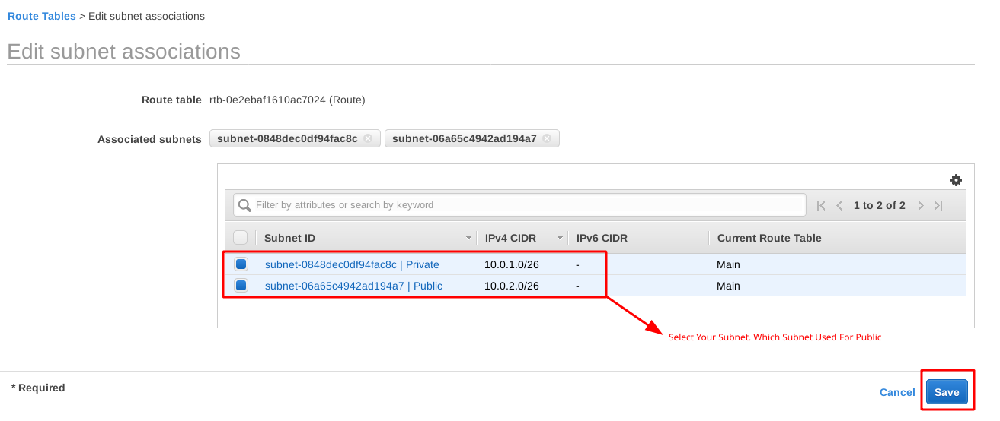 Route Tables > Edit subnet associations
Edit subnet associations
Route table rtb-0e2ebaf1610ac7024 (Route)
Associated subnets subnet-0848dec0df94fac8c subnet-06a65c4942ad194a7
Filter by attributes or search by keyword 1 to 2 of 2
Subnet ID IPv4 CIDR IPv6 CIDR Current Route Table
subnet-0848dec0df94fac8c | Private 10.0.1.0/26 - Main
subnet-06a65c4942ad194a7 | Public 10.0.2.0/26 - Main
Select Your Subnet. Which Subnet Used For Public
* Required
Cancel Save